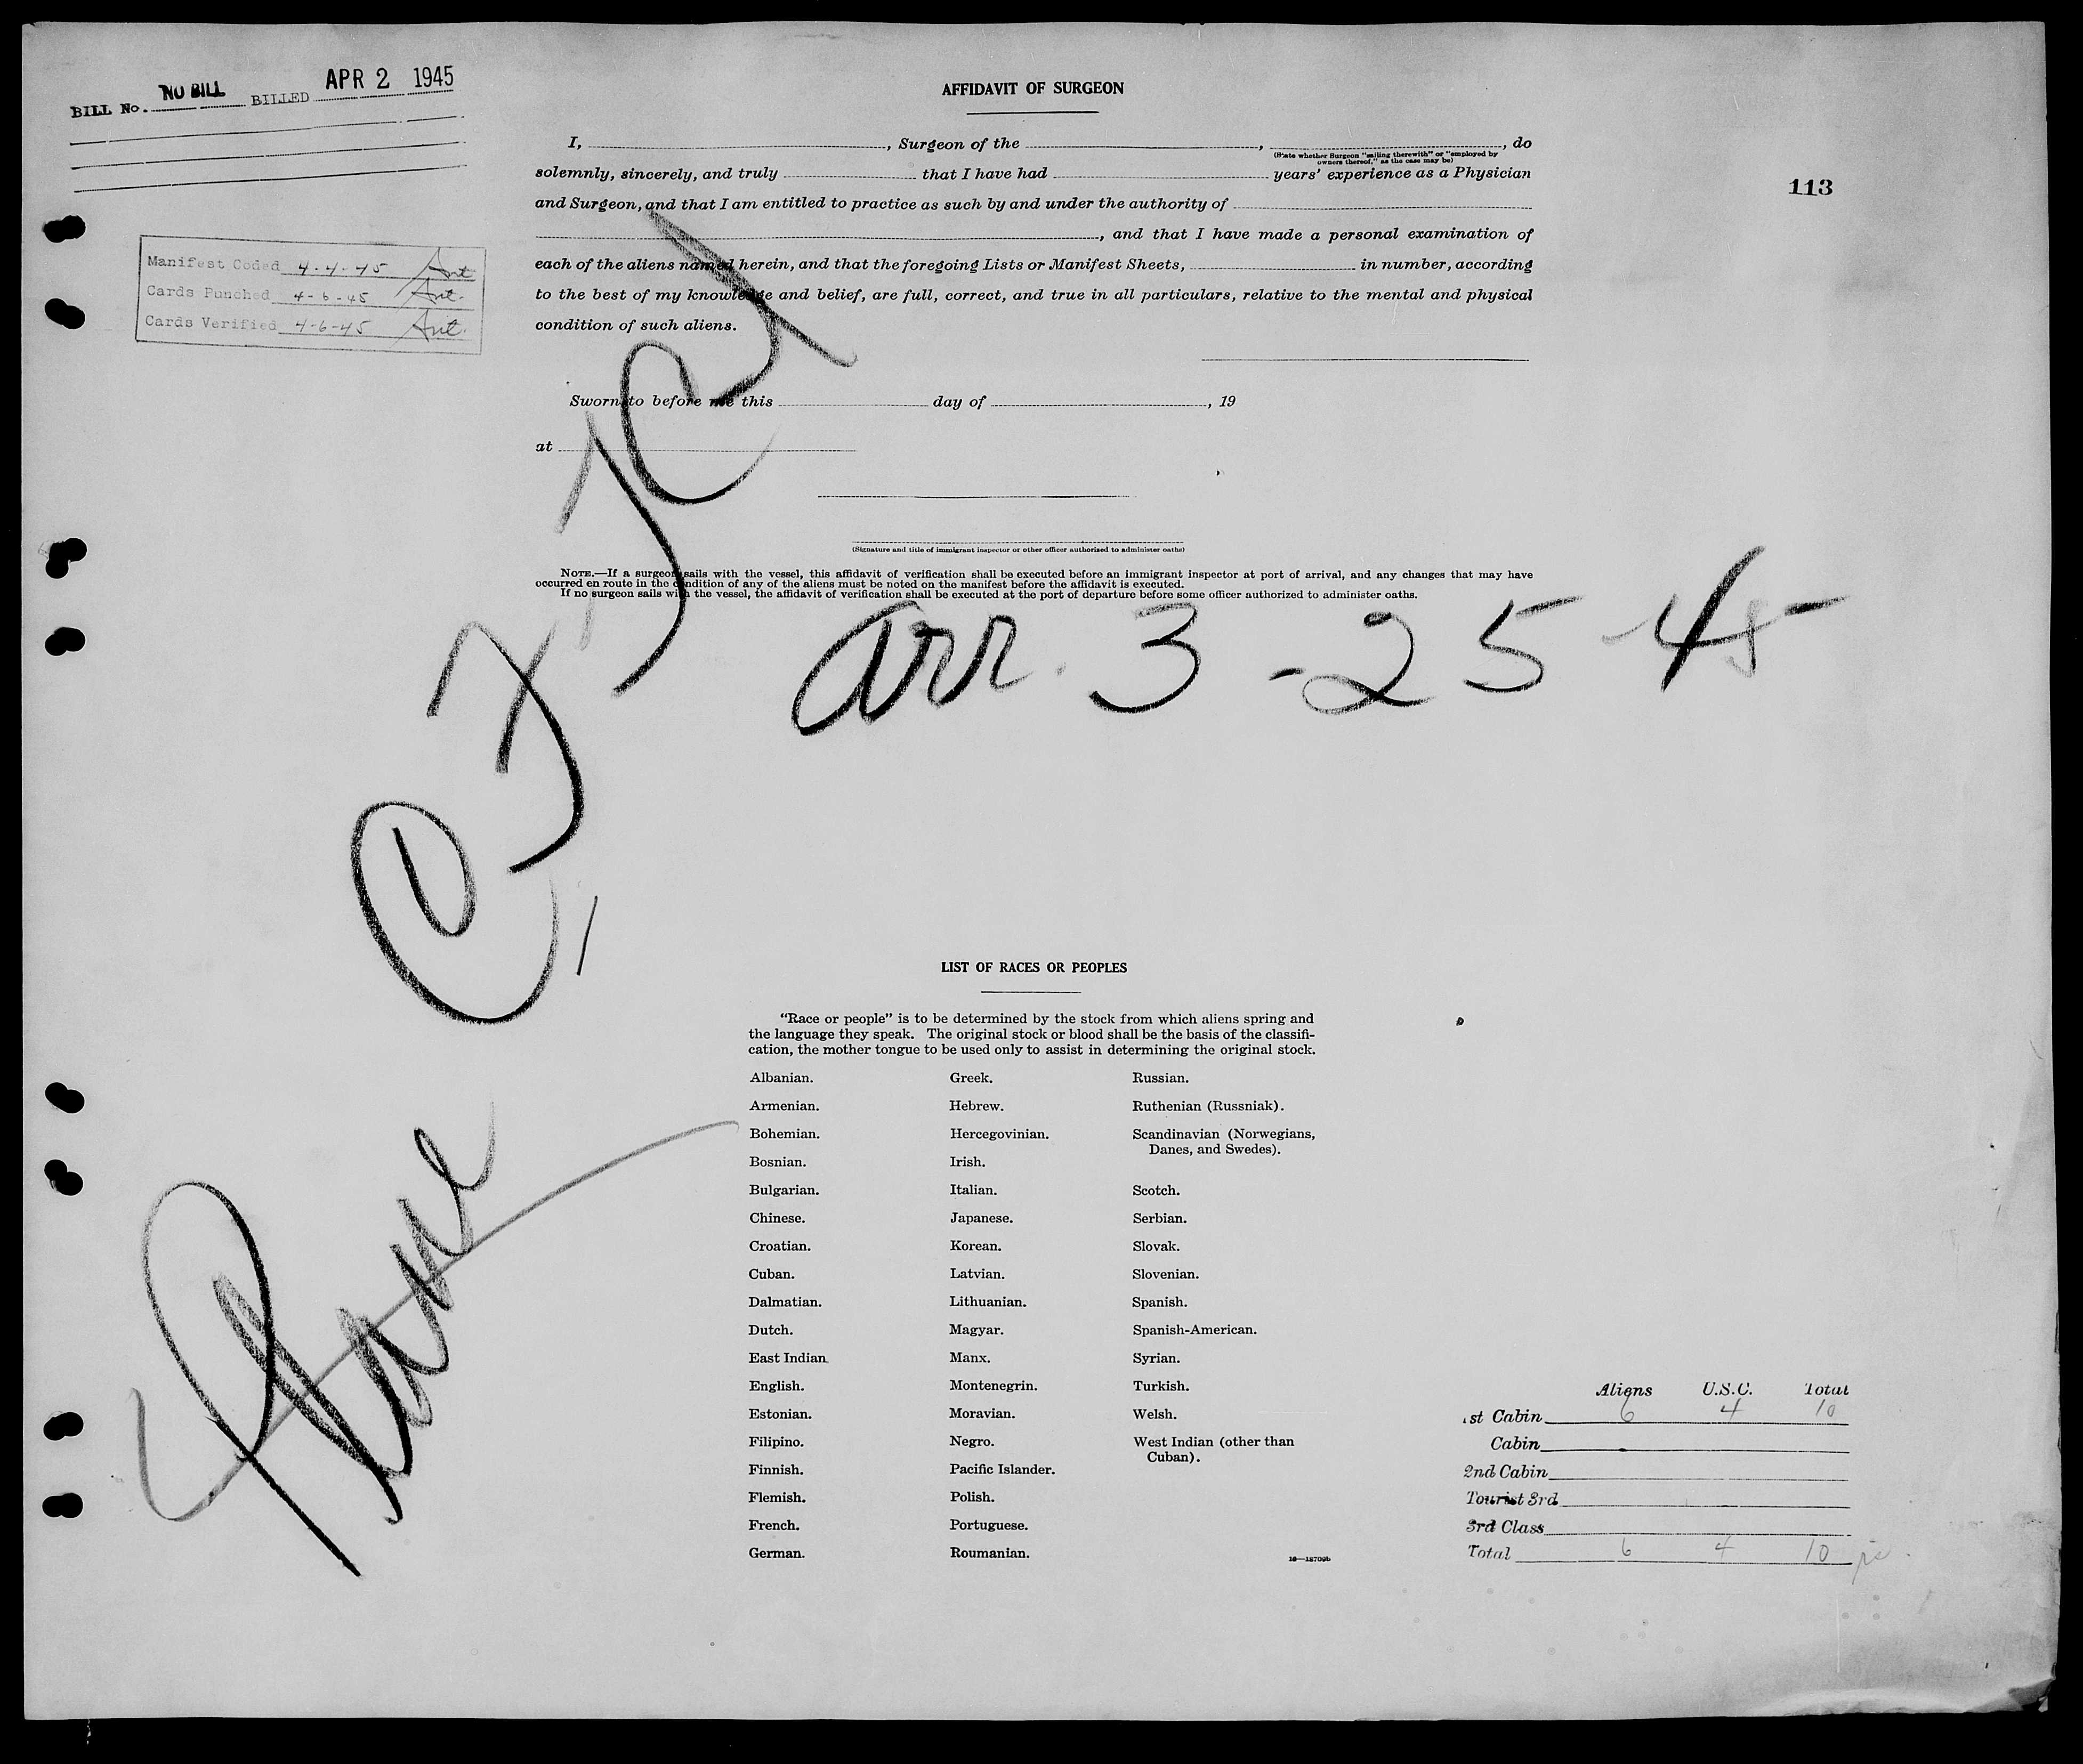 BILL No. NO BILL BILLED APR 2 1945
Manifest Coded 4-4-45
Cards Punched 4-6-45
Cards Verified 4-6-45
113
AFFIDAVIT OF SURGEON
I, , Surgeon of the , , do
(State whether Surgeon "sailing therewith" or "employed by
owners thereof," as the case may be)
solemnly, sincerely, and truly that I have had years' experience as a Physician
and Surgeon, and that I am entitled to practice as such by and under the authority of
, and that I have made a personal examination of
each of the aliens named herein, and that the foregoing Lists or Manifest Sheets, in number, according
to the best of my knowledge and belief, are full, correct, and true in all particulars, relative to the mental and physical
condition of such aliens.
Sworn to before me this day of , 19
at
(Signature and title of immigrant inspector or other officer authorized to administer oaths)
NOTE.—If a surgeon sails with the vessel, this affidavit of verification shall be executed before an immigrant inspector at port of arrival, and any changes that may have
occurred en route in the condition of any of the aliens must be noted on the manifest before the affidavit is executed.
If no surgeon sails with the vessel, the affidavit of verification shall be executed at the port of departure before some officer authorized to administer oaths.
arr. 3-25-45
Plane
LIST OF RACES OR PEOPLES
"Race or people" is to be determined by the stock from which aliens spring and
the language they speak. The original stock or blood shall be the basis of the classifi-
cation, the mother tongue to be used only to assist in determining the original stock.
Albanian.
Armenian.
Bohemian.
Bosnian.
Bulgarian.
Chinese.
Croatian.
Cuban.
Dalmatian.
Dutch.
East Indian
English.
Estonian.
Filipino.
Finnish.
Flemish.
French.
German.
Greek.
Hebrew.
Hercegovinian.
Irish.
Italian.
Japanese.
Korean.
Latvian.
Lithuanian.
Magyar.
Manx.
Montenegrin.
Moravian.
Negro.
Pacific Islander.
Polish.
Portuguese.
Roumanian.
Russian.
Ruthenian (Russniak).
Scandinavian (Norwegians,
Danes, and Swedes).
Scotch.
Serbian.
Slovak.
Slovenian.
Spanish.
Spanish-American.
Syrian.
Turkish.
Welsh.
West Indian (other than
Cuban).
Aliens U.S.C. Total
1st Cabin 6 4 10
Cabin
2nd Cabin
Tourist 3rd
3rd Class
Total 6 4 10